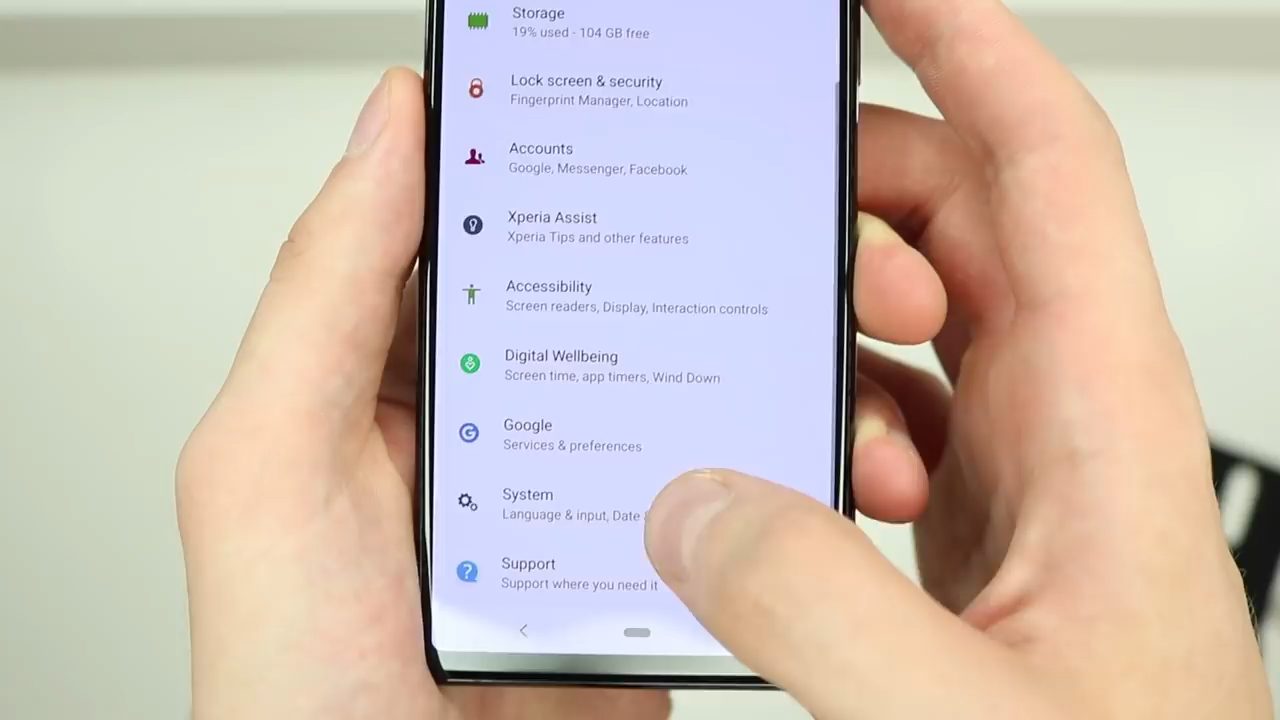 Storage
19% used - 104 GB free
Lock screen & security
Fingerprint Manager, Location
Accounts
Google, Messenger, Facebook
Xperia Assist
Xperia Tips and other features
Accessibility
Screen readers, Display, Interaction controls
Digital Wellbeing
Screen time, app timers, Wind Down
Google
Services & preferences
System
Language & input, Date
Support
Support where you need it